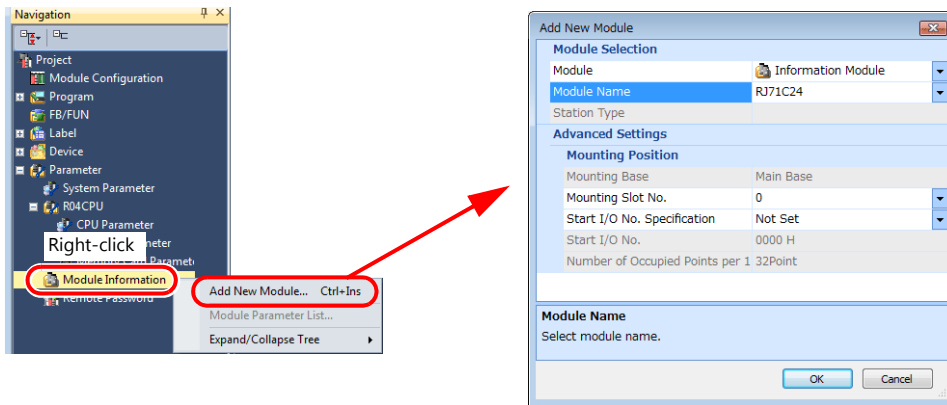 Navigation
Project
Module Configuration
Program
FB/FUN
Label
Device
Parameter
System Parameter
R04CPU
CPU Parameter
Right-click
Module Information
Remote Password
Add New Module... Ctrl+Ins
Module Parameter List...
Expand/Collapse Tree
Add New Module
Module Selection
Module Information Module
Module Name RJ71C24
Station Type
Advanced Settings
Mounting Position
Mounting Base Main Base
Mounting Slot No. 0
Start I/O No. Specification Not Set
Start I/O No. 0000 H
Number of Occupied Points per 1 32Point
Module Name
Select module name.
OK Cancel